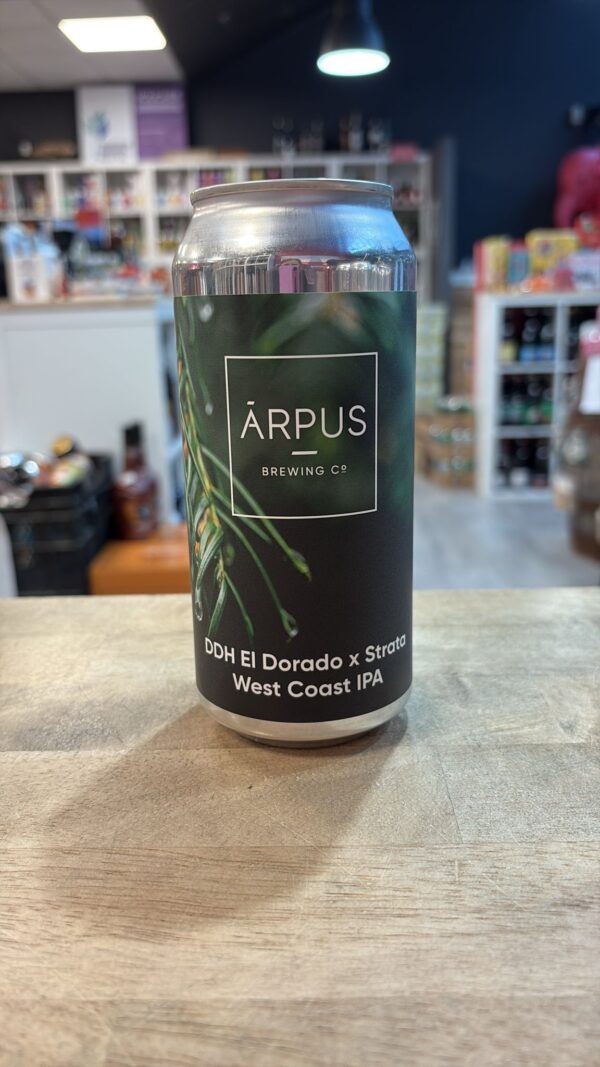 ĀRPUS
BREWING Cº
DDH El Dorado x Strata
West Coast IPA